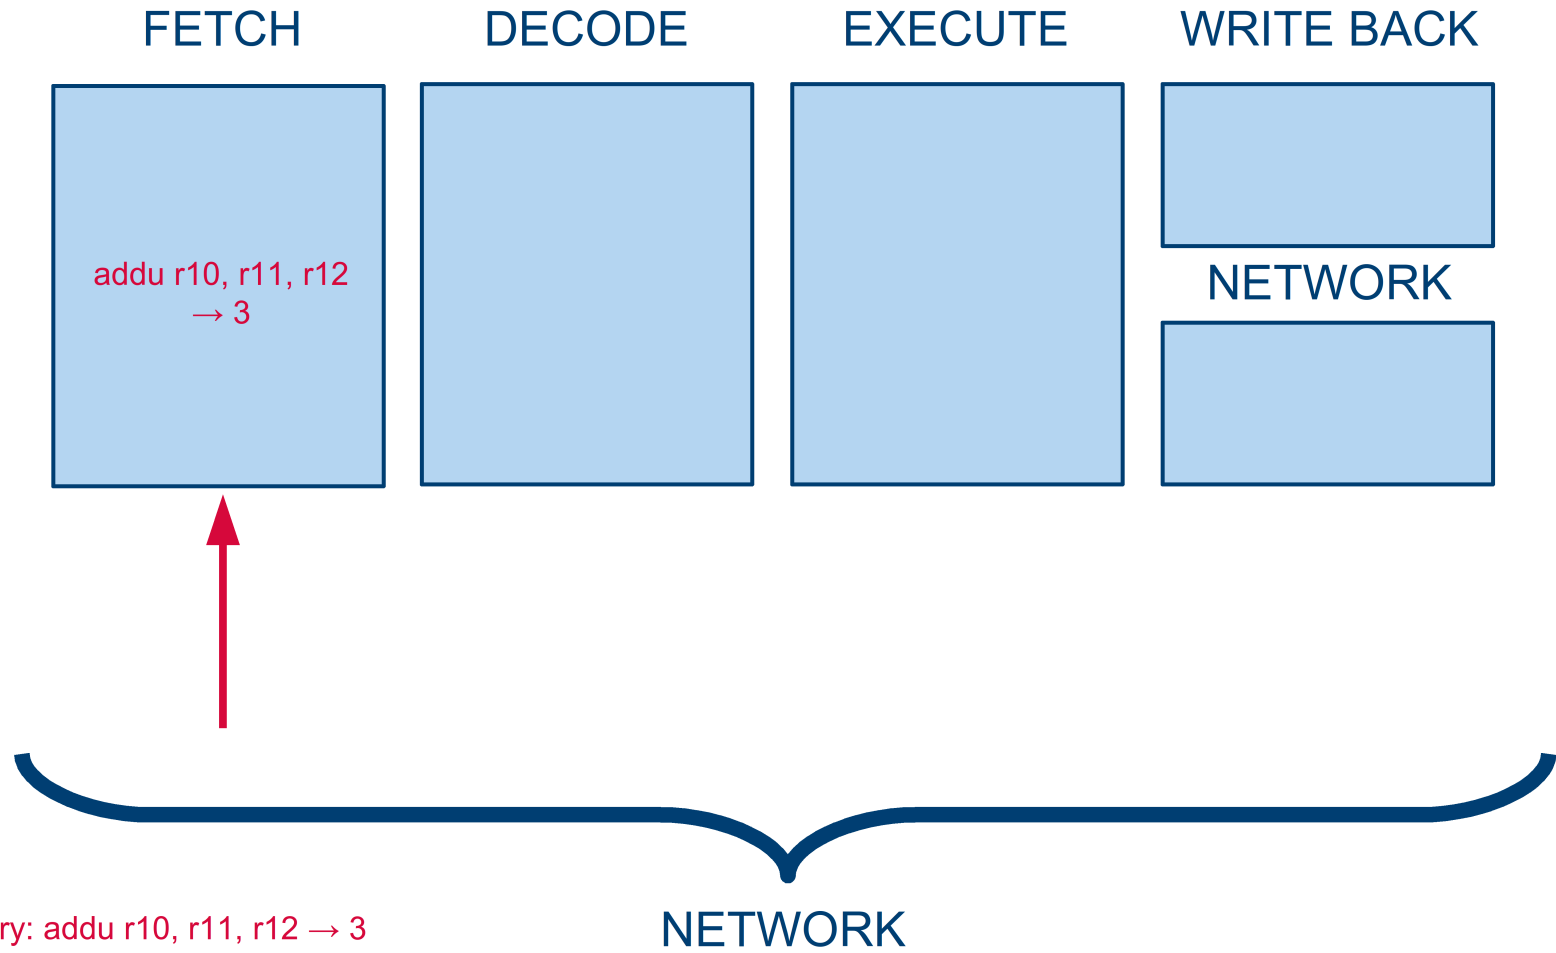 FETCH DECODE EXECUTE WRITE BACK
addu r10, r11, r12
→ 3
NETWORK
ry: addu r10, r11, r12 → 3
NETWORK